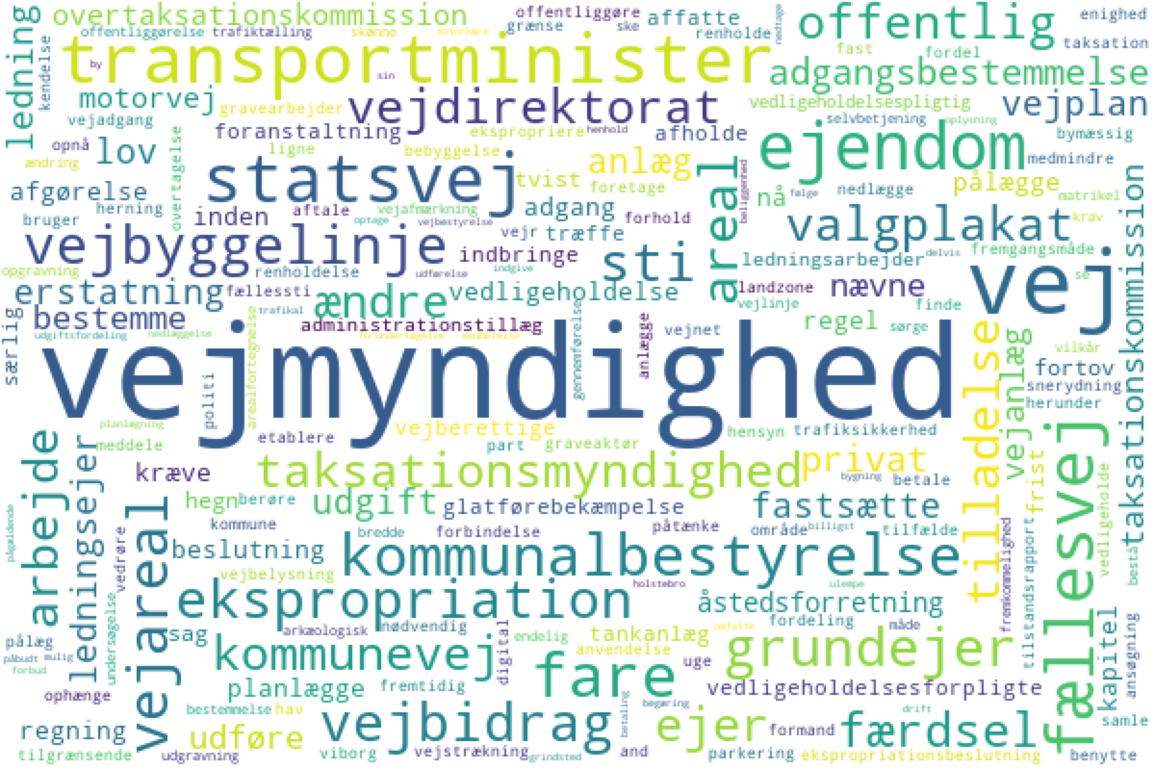 overtaksationskommission
offentliggøre
affatte
offentlig
enighed
offentliggørelse
trafiktælling
skønne
motorkøre
grænse
ske
renholde
nedtage
fast
fordel
taksation
ledning
kendelse
transportminister
by
sin
adgangsbestemmelse
motorvej
gravearbejder
vejdirektorat
vedligeholdelsespligtig
vejplan
vejadgang
foranstaltning
ekspropriere
henhold
afholde
selvbetjening
oplysning
bymæssig
opnå
lov
overtagelse
ligne
bebyggelse
anlæg
ejendom
medmindre
ændring
statsvej
tvist
foretage
areal
beliggenhed
nå
følge
nedlægge
pålægge
matrikel
afgørelse
herning
inden
aftale
vejafmærkning
adgang
forhold
valgplakat
krav
bruger
optage
vejbestyrelse
vejr
træffe
fremgangsmåde
vejbyggelinje
indbringe
sti
ledningsarbejder
delvis
vej
taksationskommission
opgravning
renholdelse
udførelse
indgive
landzone
nævne
se
erstatning
fællessti
ændre
vedligeholdelse
vejlinje
finde
særlig
bestemme
trafikal
administrationstillæg
gennemførelse
anlægge
vejnet
regel
sørge
udgiftsfordeling
nedlæggelse
arealfortegnelse
forundersøgelse
meddelelse
tilladelse
vejanlæg
vilkår
fortov
snerydning
herunder
vejmyndighed
politi
planlægning
meddele
etablere
vejberettige
part
graveaktør
hensyn
trafiksikkerhed
arbejde
ledningsejer
kræve
taksationsmyndighed
privat
bygning
betale
frist
fællesvej
vedligeholde
bestå
pågældende
vedrøre
vejareal
hegn
berøre
udgift
glatførebekæmpelse
fastsætte
kommune
bredde
forbindelse
påtænke
område
billigst
tilfælde
fremkommelighed
tilstandsrapport
beslutning
kommunalbestyrelse
vejbelysning
holstebro
ulempe
undersøgelse
ekspropriation
åstedsforretning
pålæg
sag
arkæologisk
nødvendig
endelig
tankanlæg
omfatte
fordeling
måde
kapitel
ansøgning
påbudt
mulig
forbud
kommunevej
digital
anvendelse
grundejer
ophænge
planlægge
fremtidig
fare
uge
vedligeholdelsesforpligte
regning
bestemmelse
hav
vejbidrag
betaling
begæring
ejer
formand
drift
færdsel
samle
tilgrænsende
udføre
udgravning
viborg
vejstrækning
grindsted
and
parkering
ekspropriationsbeslutning
benytte